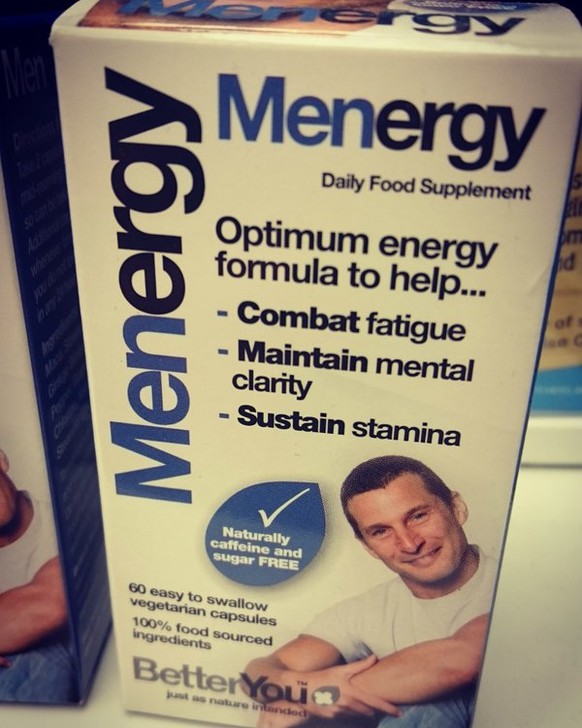 Menergy
Menergy
Menergy
Daily Food Supplement
Optimum energy
formula to help...
- Combat fatigue
- Maintain mental
clarity
- Sustain stamina
Naturally
caffeine and
sugar FREE
60 easy to swallow
vegetarian capsules
100% food sourced
ingredients
BetterYou™
just as nature intended
Men